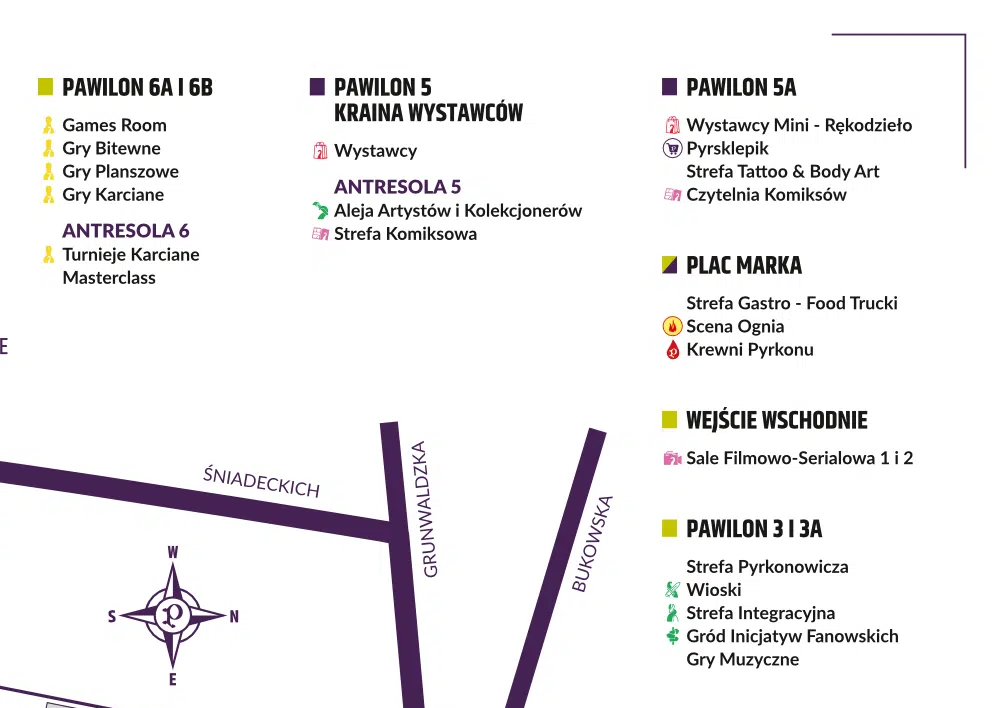 PAWILON 6A I 6B
Games Room
Gry Bitewne
Gry Planszowe
Gry Karciane
ANTRESOLA 6
Turnieje Karciane
Masterclass
PAWILON 5
KRAINA WYSTAWCÓW
Wystawcy
ANTRESOLA 5
Aleja Artystów i Kolekcjonerów
Strefa Komiksowa
PAWILON 5A
Wystawcy Mini - Rękodzieło
Pyrsklepik
Strefa Tattoo & Body Art
Czytelnia Komiksów
PLAC MARKA
Strefa Gastro - Food Trucki
Scena Ognia
Krewni Pyrkonu
WEJŚCIE WSCHODNIE
Sale Filmowo-Serialowa 1 i 2
PAWILON 3 I 3A
Strefa Pyrkonowicza
Wioski
Strefa Integracyjna
Gród Inicjatyw Fanowskich
Gry Muzyczne
E
ŚNIADECKICH
GRUNWALDZKA
BUKOWSKA
W
S
N
E